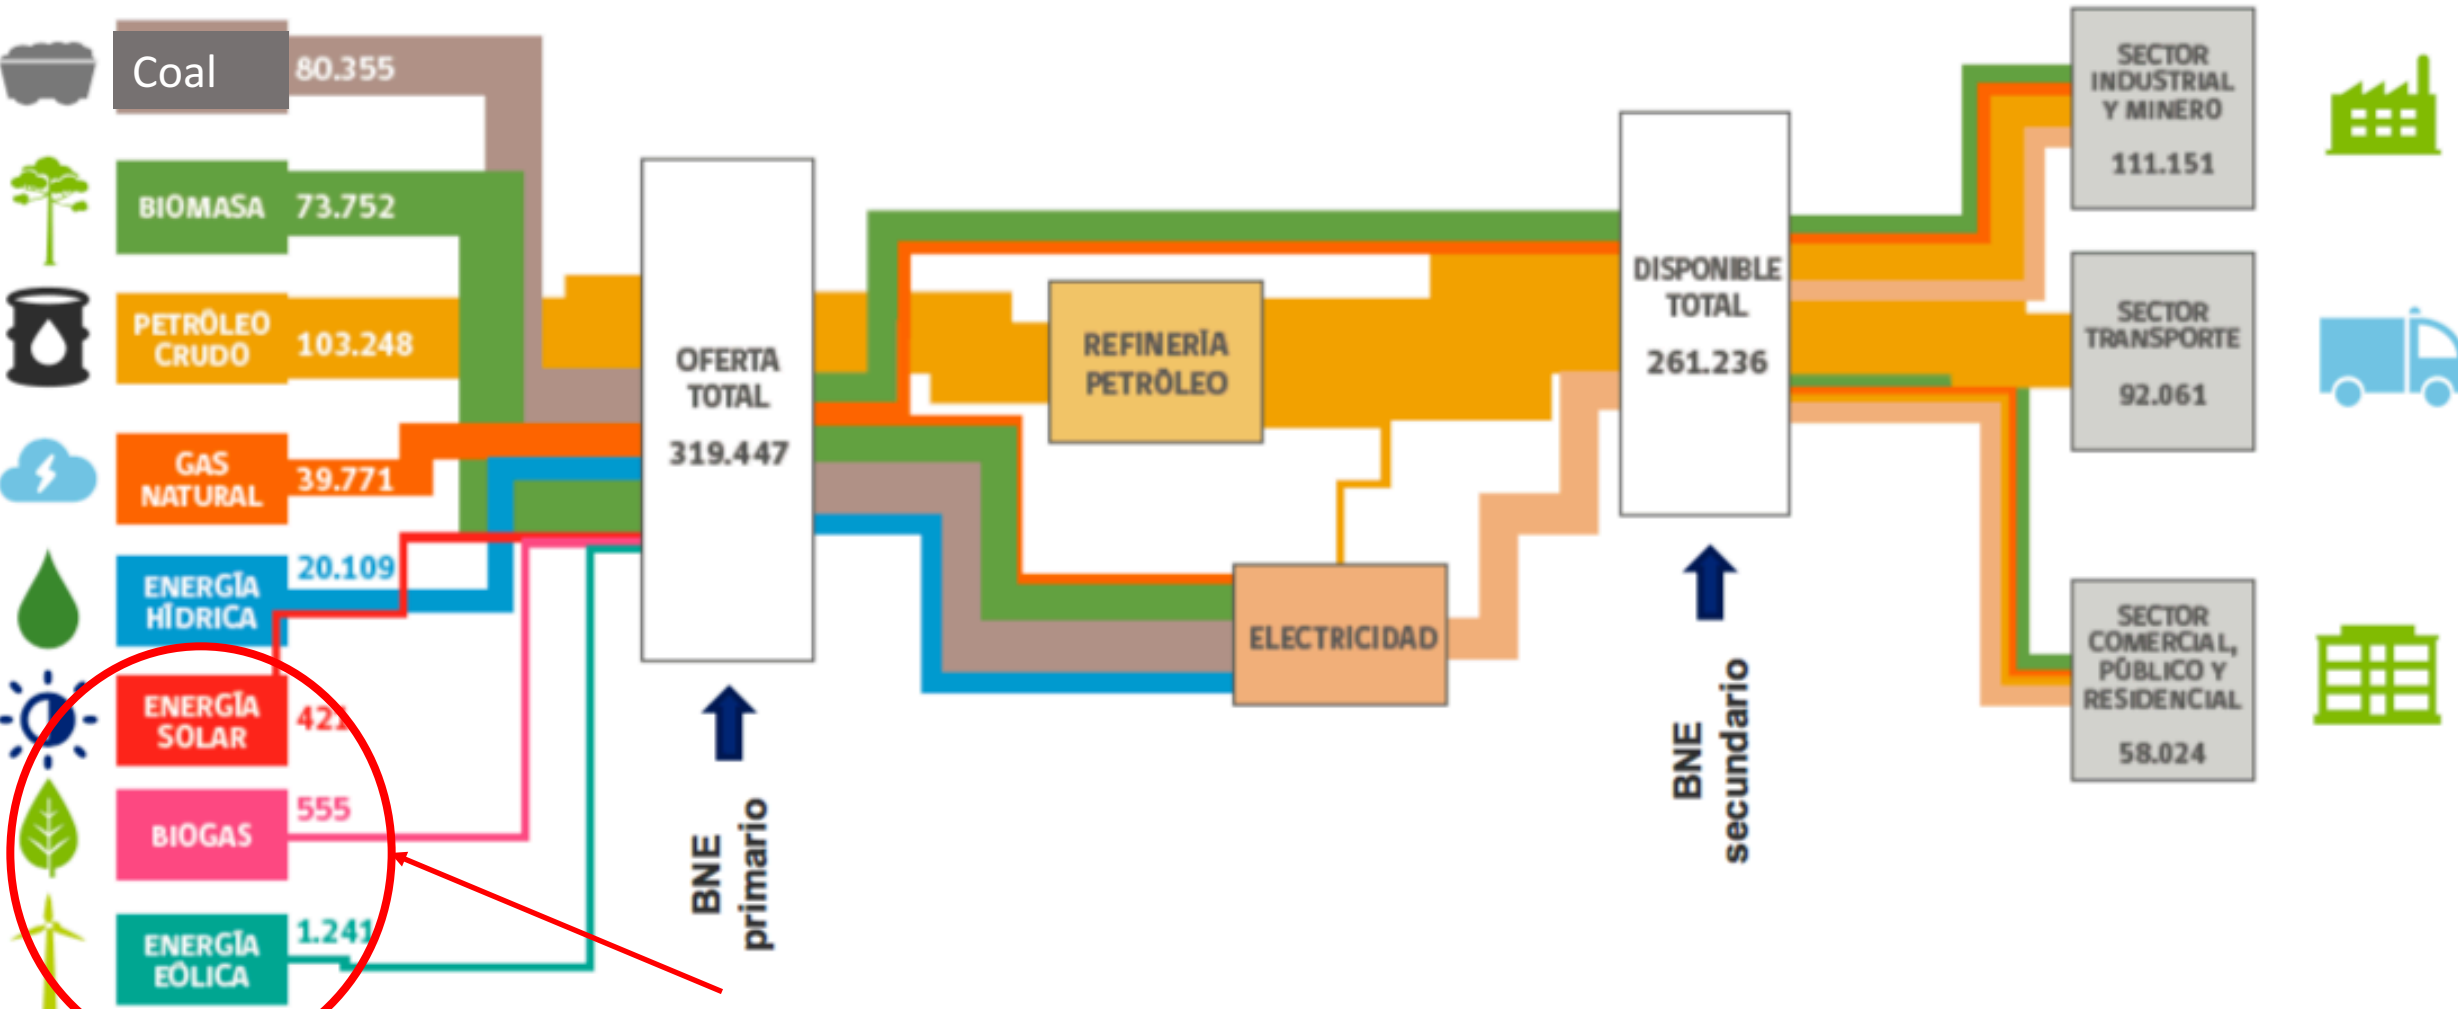 Coal
80.355
BIOMASA
73.752
PETRÓLEO
CRUDO
103.248
GAS
NATURAL
39.771
ENERGÍA
HÍDRICA
20.109
ENERGÍA
SOLAR
BIOGAS
555
ENERGÍA
EÓLICA
1.241
OFERTA
TOTAL
319.447
BNE
primario
REFINERÍA
PETRÓLEO
ELECTRICIDAD
DISPONIBLE
TOTAL
261.236
BNE
secundario
SECTOR
INDUSTRIAL
Y MINERO
111.151
SECTOR
TRANSPORTE
92.061
SECTOR
COMERCIAL,
PÚBLICO Y
RESIDENCIAL
58.024